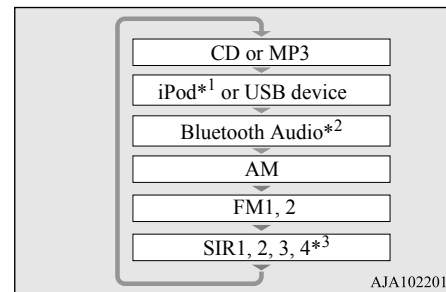 CD or MP3
iPod*1 or USB device
Bluetooth Audio*2
AM
FM1, 2
SIR1, 2, 3, 4*3
AJA102201